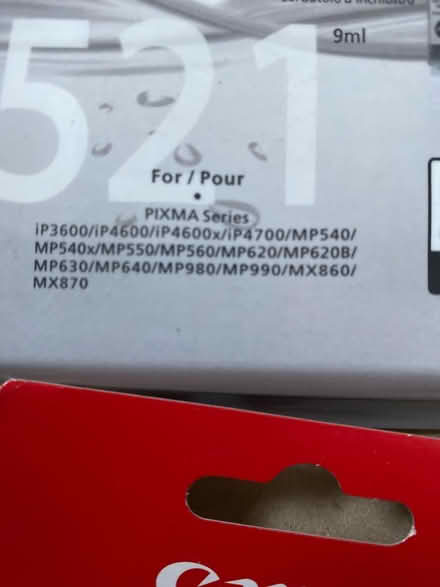 9ml
521
For / Pour
•
PIXMA Series
iP3600/iP4600/iP4600x/iP4700/MP540/
MP540x/MP550/MP560/MP620/MP620B/
MP630/MP640/MP980/MP990/MX860/
MX870